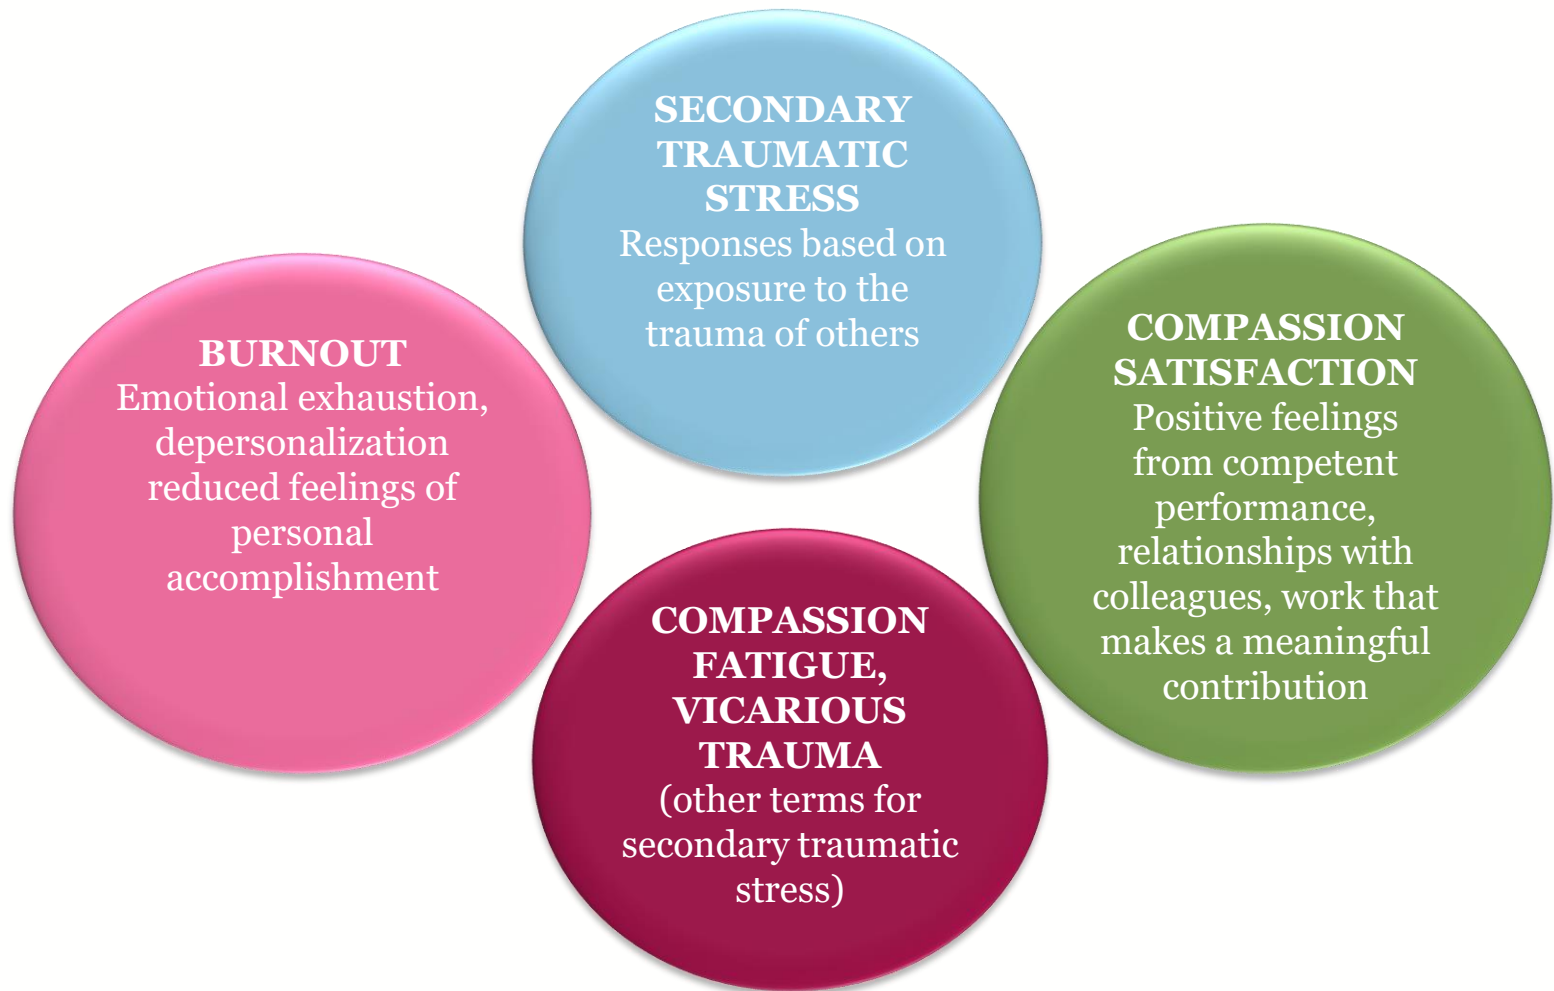 SECONDARY
TRAUMATIC
STRESS
Responses based on
exposure to the
trauma of others
BURNOUT
Emotional exhaustion,
depersonalization
reduced feelings of
personal
accomplishment
COMPASSION
SATISFACTION
Positive feelings
from competent
performance,
relationships with
colleagues, work that
makes a meaningful
contribution
COMPASSION
FATIGUE,
VICARIOUS
TRAUMA
(other terms for
secondary traumatic
stress)